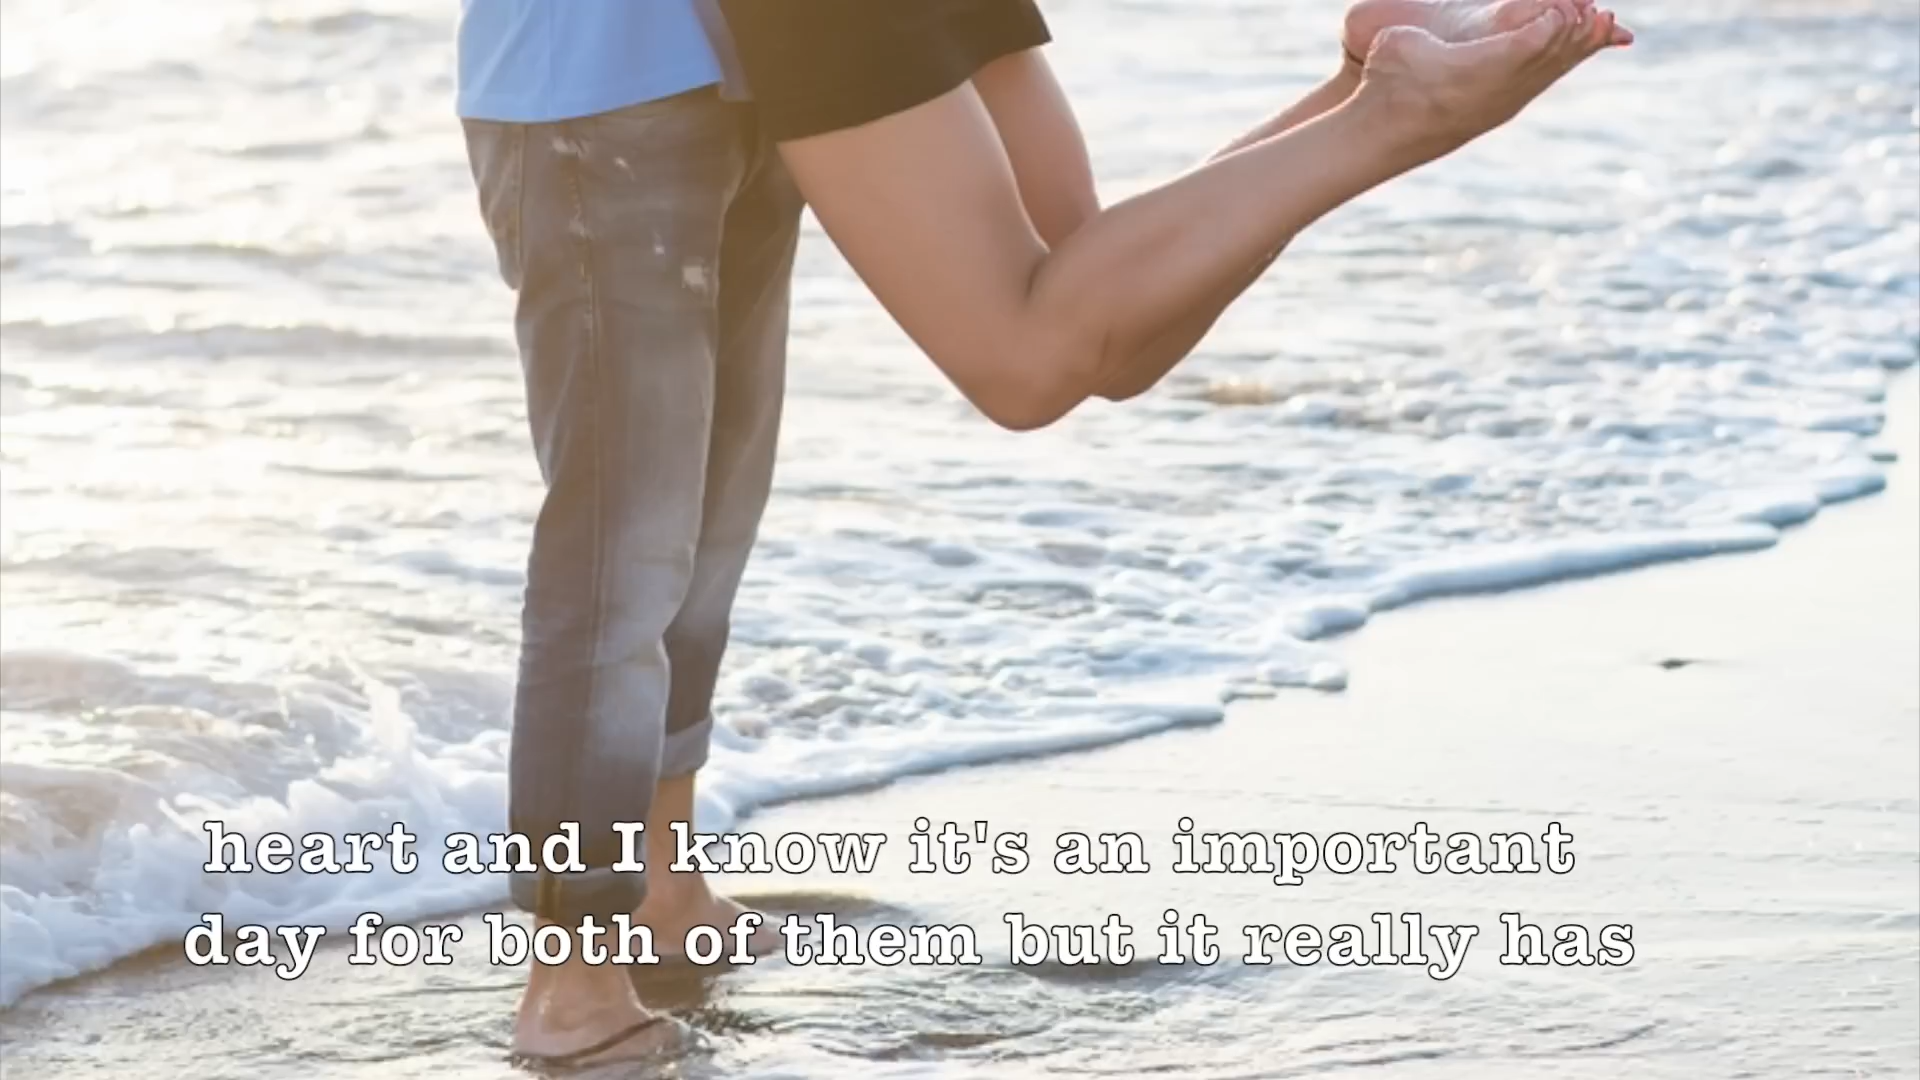 heart and I know it's an important
day for both of them but it really has